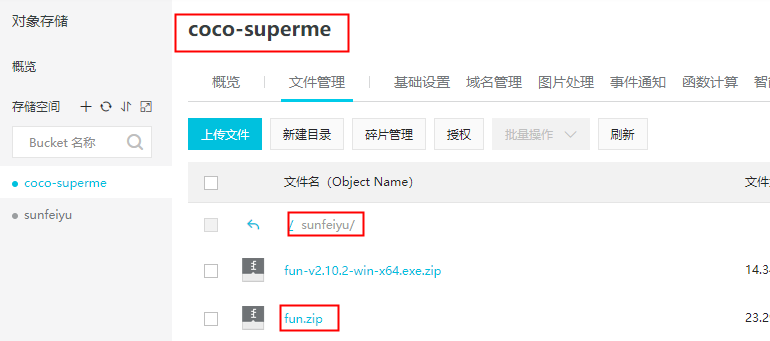 对象存储
coco-superme
概览
概览 文件管理 基础设置 域名管理 图片处理 事件通知 函数计算 智能
存储空间
Bucket 名称
上传文件 新建目录 碎片管理 授权 批量操作 刷新
coco-superme
文件名（Object Name） 文件
/ sunfeiyu/
sunfeiyu
fun-v2.10.2-win-x64.exe.zip 14.34
fun.zip 23.29